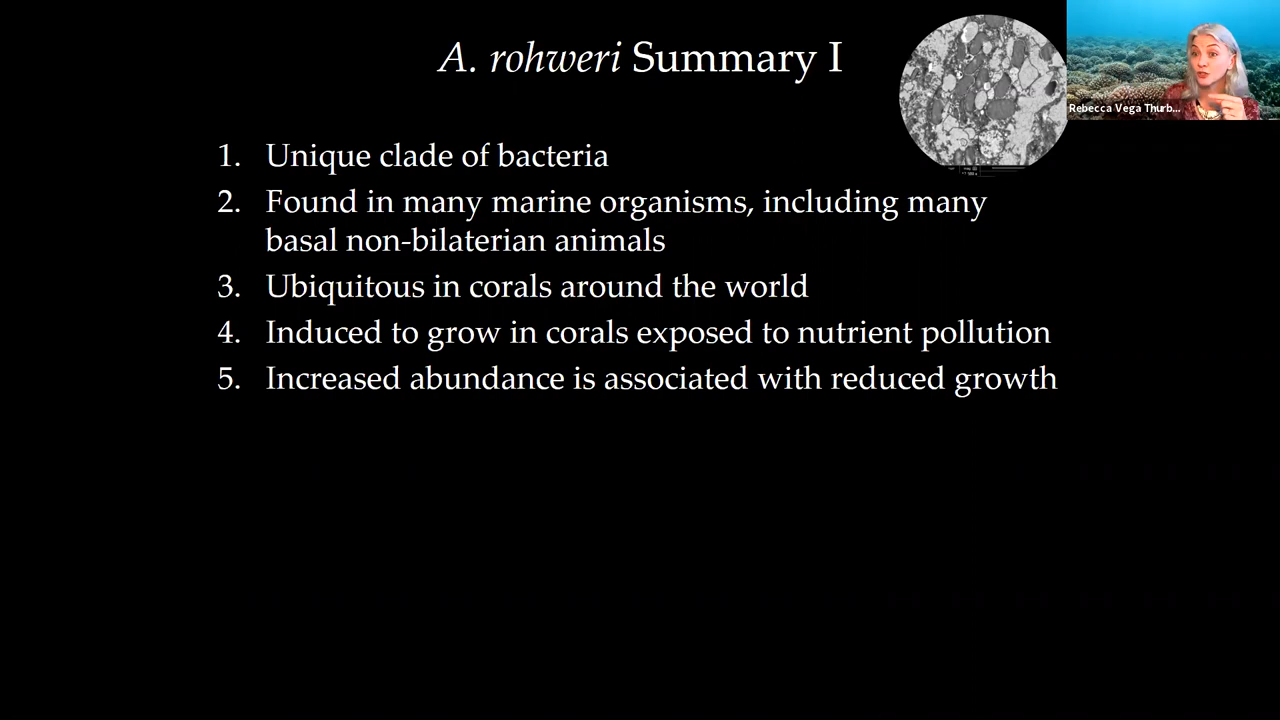 A. rohweri Summary I
Rebecca Vega Thurb...
1. Unique clade of bacteria
2. Found in many marine organisms, including many
basal non-bilaterian animals
3. Ubiquitous in corals around the world
4. Induced to grow in corals exposed to nutrient pollution
5. Increased abundance is associated with reduced growth